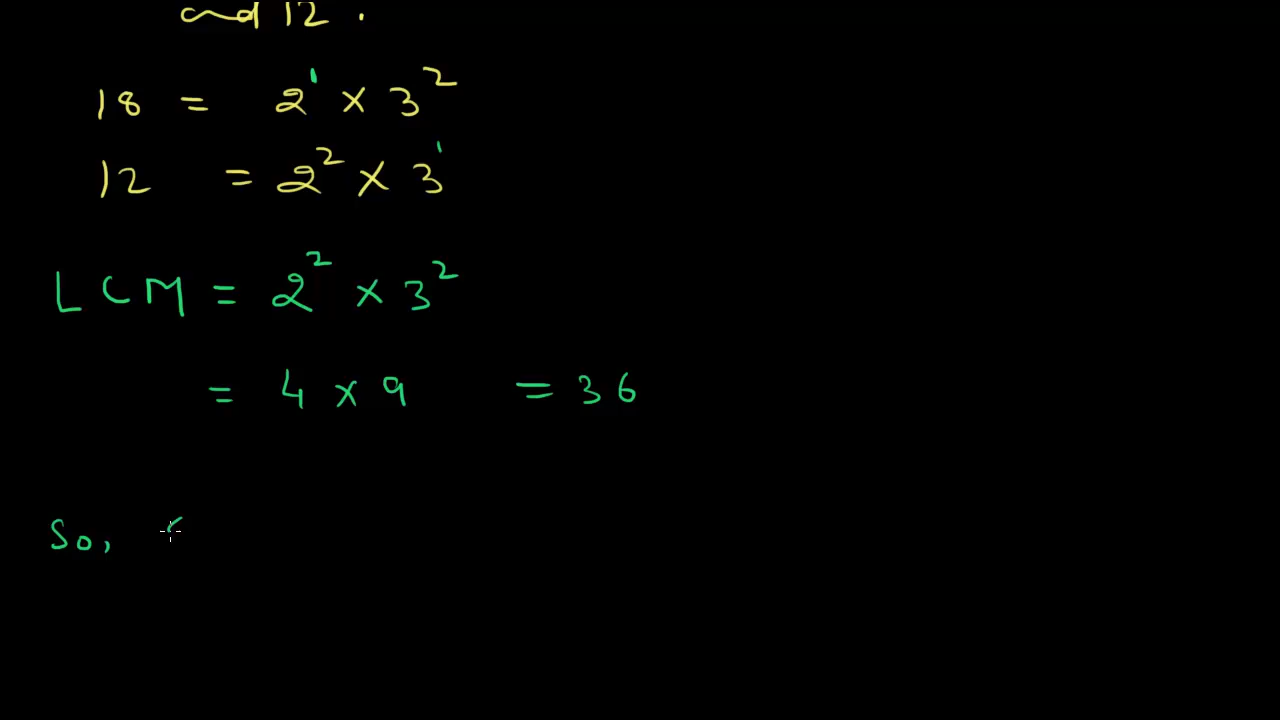 and 12 .
18 = 2¹ × 3²
12 = 2² × 3¹
LCM = 2² × 3²
= 4 × 9 = 36
So,